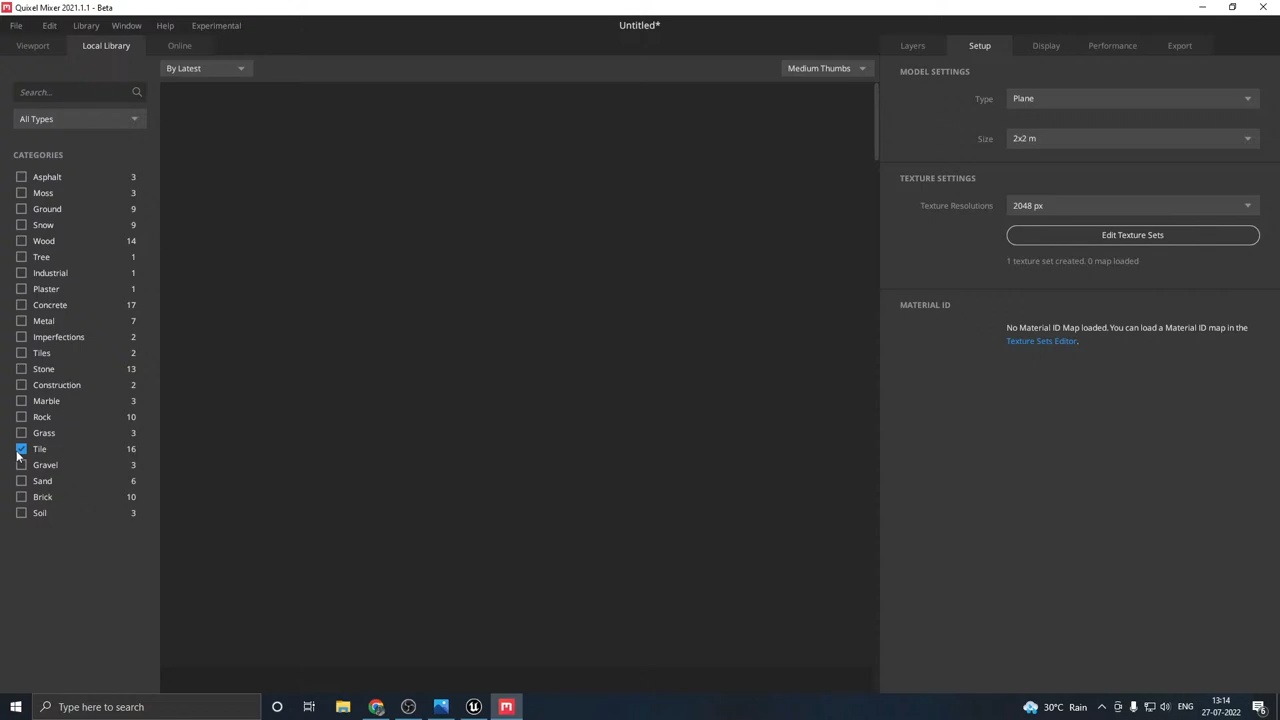 Quixel Mixer 2021.1.1 - Beta
File Edit Library Window Help Experimental
Untitled*
Viewport Local Library Online
Layers Setup Display Performance Export
By Latest
Medium Thumbs
Search...
All Types
CATEGORIES
Asphalt 3
Moss 3
Ground 9
Snow 9
Wood 14
Tree 1
Industrial 1
Plaster 1
Concrete 17
Metal 7
Imperfections 2
Tiles 2
Stone 13
Construction 2
Marble 3
Rock 10
Grass 3
Tile 16
Gravel 3
Sand 6
Brick 10
Soil 3
MODEL SETTINGS
Type Plane
Size 2x2 m
TEXTURE SETTINGS
Texture Resolutions 2048 px
Edit Texture Sets
1 texture set created. 0 map loaded
MATERIAL ID
No Material ID Map loaded. You can load a Material ID map in the
Texture Sets Editor.
Type here to search
30°C Rain
ENG
13:14
27-07-2022
6